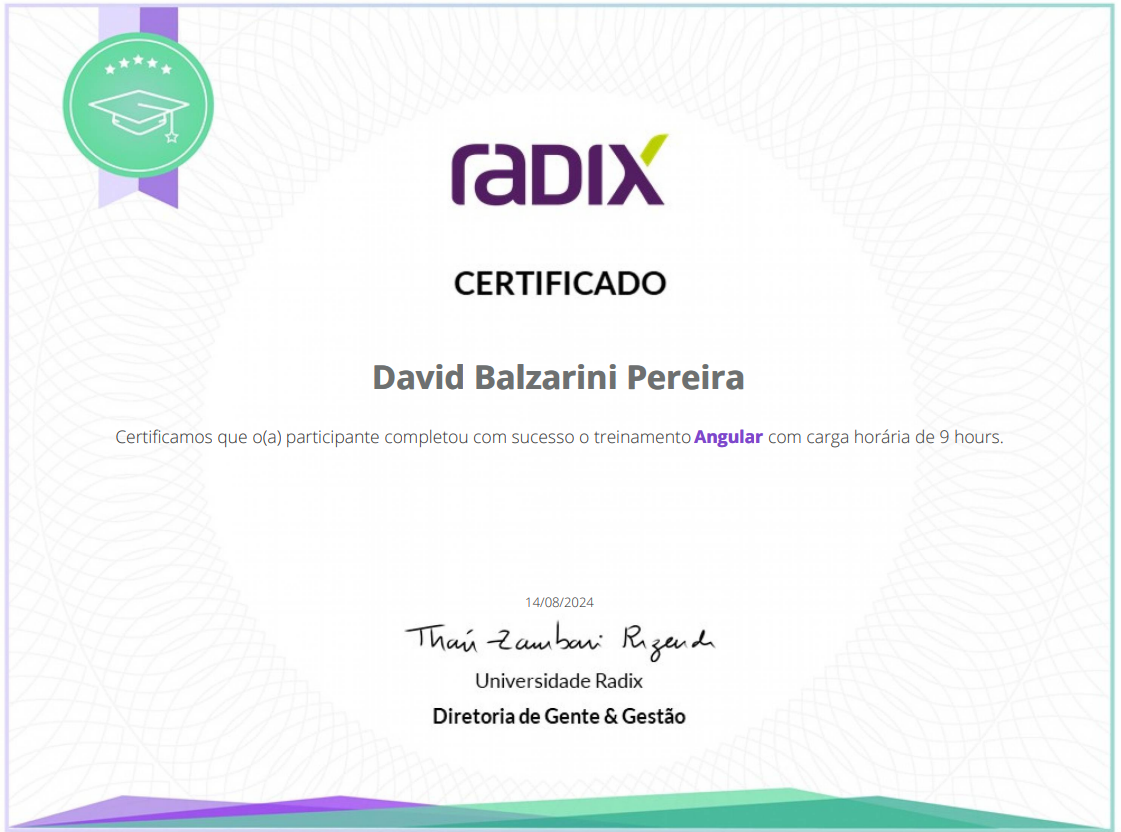 RADIX
CERTIFICADO
David Balzarini Pereira
Certificamos que o(a) participante completou com sucesso o treinamento Angular com carga horária de 9 hours.
14/08/2024
Thaís Zambari Rezende
Universidade Radix
Diretoria de Gente & Gestão